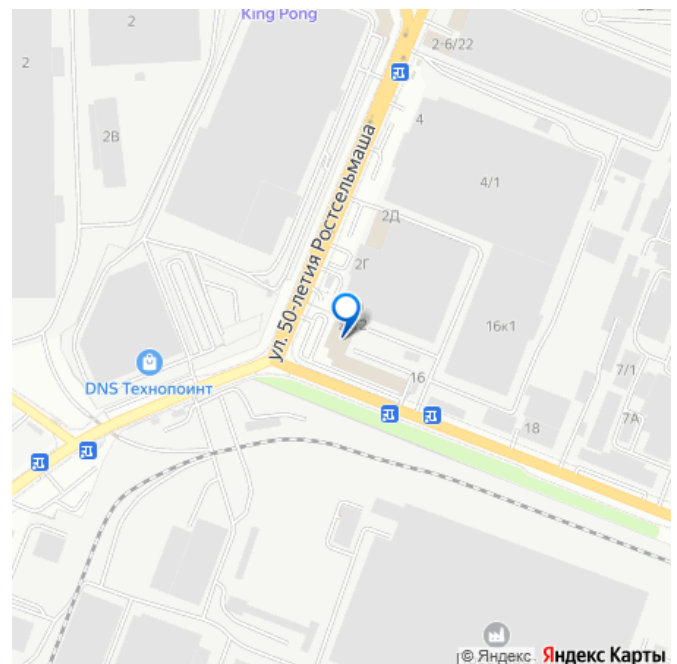 King Pong
2
2
2-6/22
4
2В
4/1
ул. 50-летия Ростсельмаша
2Д
2Г
2
16к1
7/1
DNS Технопоинт
16
7А
18
© Яндекс
Яндекс Карты